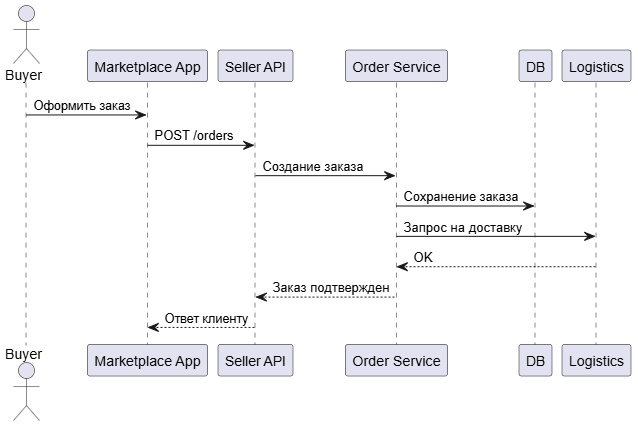 Buyer
Marketplace App
Seller API
Order Service
DB
Logistics
Оформить заказ
POST /orders
Создание заказа
Сохранение заказа
Запрос на доставку
OK
Заказ подтвержден
Ответ клиенту
Buyer
Marketplace App
Seller API
Order Service
DB
Logistics